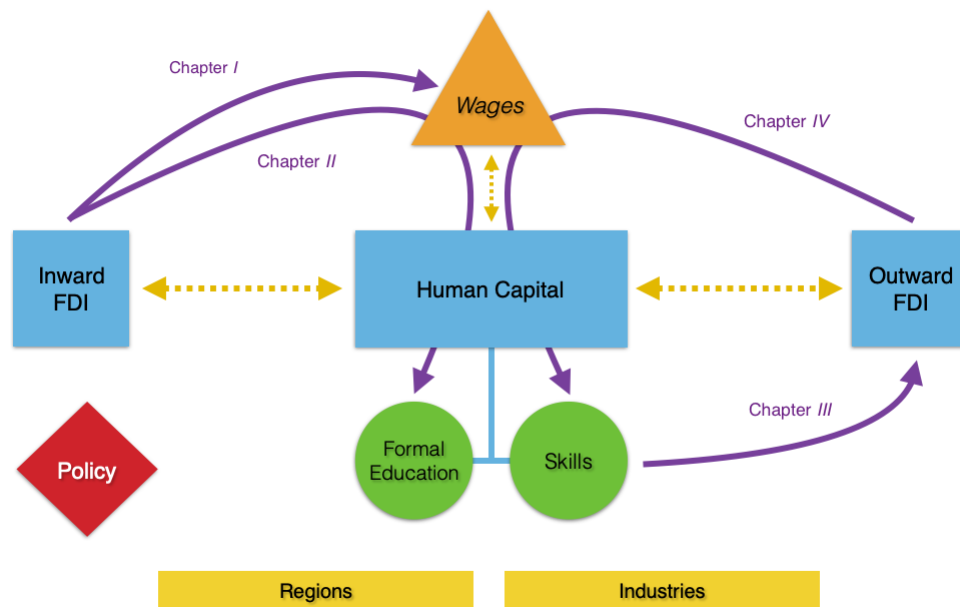 Chapter I
Wages
Chapter II
Chapter IV
Inward
FDI
Human Capital
Outward
FDI
Chapter III
Policy
Formal
Education
Skills
Regions
Industries